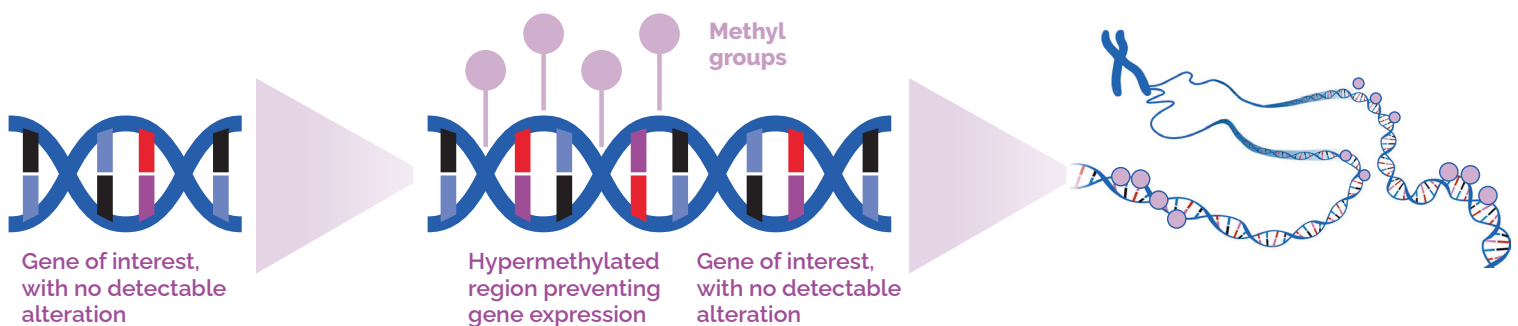 Methyl
groups
Gene of interest,
with no detectable
alteration
Hypermethylated
region preventing
gene expression
Gene of interest,
with no detectable
alteration